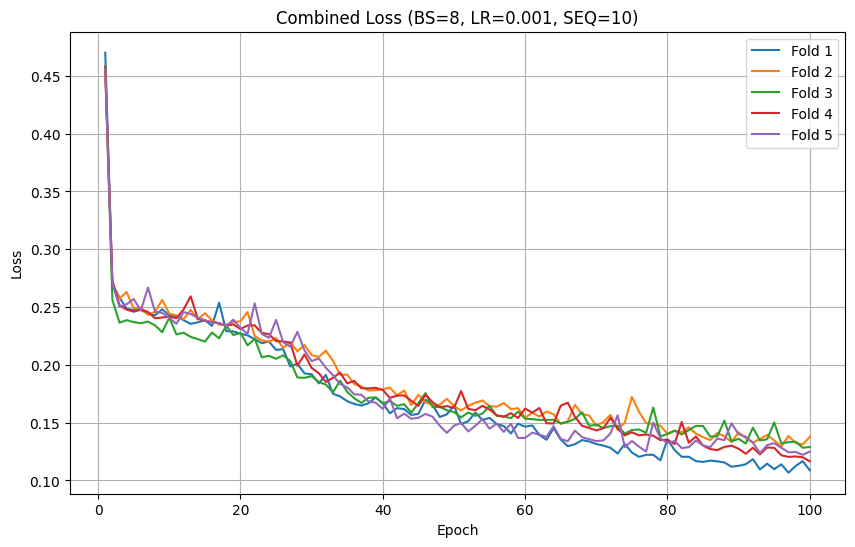 Combined Loss (BS=8, LR=0.001, SEQ=10)
Fold 1
Fold 2
Fold 3
Fold 4
Fold 5
Loss
0.45
0.40
0.35
0.30
0.25
0.20
0.15
0.10
0
20
40
60
80
100
Epoch